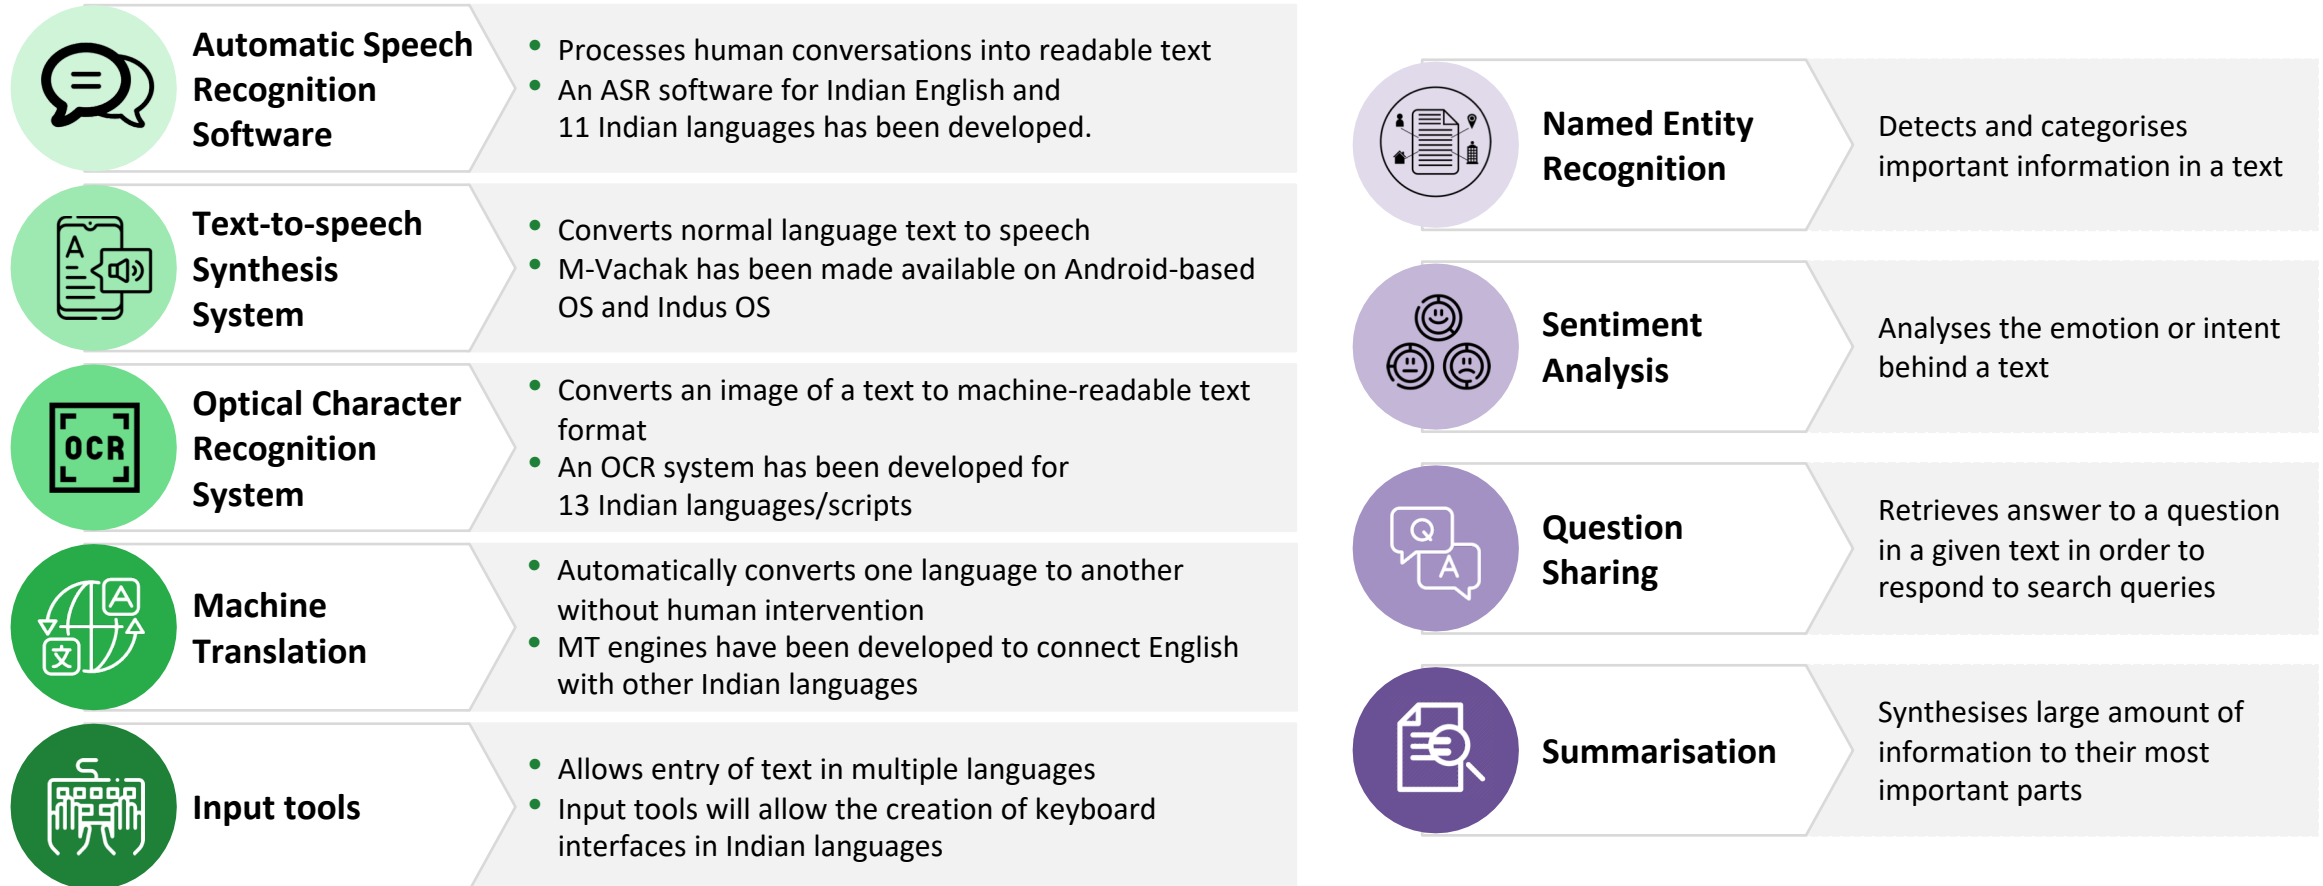 Automatic Speech
Recognition
Software
• Processes human conversations into readable text
• An ASR software for Indian English and
11 Indian languages has been developed.
A
Text-to-speech
Synthesis
System
• Converts normal language text to speech
• M-Vachak has been made available on Android-based
OS and Indus OS
OCR
Optical Character
Recognition
System
• Converts an image of a text to machine-readable text
format
• An OCR system has been developed for
13 Indian languages/scripts
A
文
Machine
Translation
• Automatically converts one language to another
without human intervention
• MT engines have been developed to connect English
with other Indian languages
Input tools
• Allows entry of text in multiple languages
• Input tools will allow the creation of keyboard
interfaces in Indian languages
Named Entity
Recognition
Detects and categorises
important information in a text
Sentiment
Analysis
Analyses the emotion or intent
behind a text
Q
A
Question
Sharing
Retrieves answer to a question
in a given text in order to
respond to search queries
Summarisation
Synthesises large amount of
information to their most
important parts